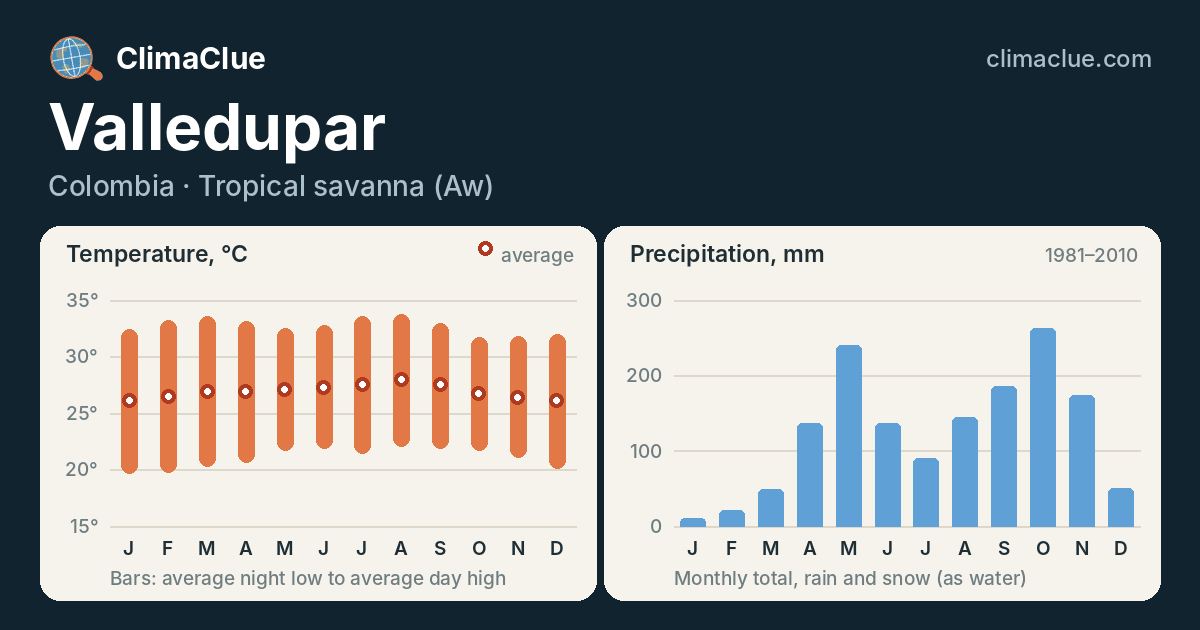 ClimaClue
climaclue.com
Valledupar
Colombia · Tropical savanna (Aw)
Temperature, °C
average
35°
30°
25°
20°
15°
J F M A M J J A S O N D
Bars: average night low to average day high
Precipitation, mm
1981–2010
300
200
100
0
J F M A M J J A S O N D
Monthly total, rain and snow (as water)